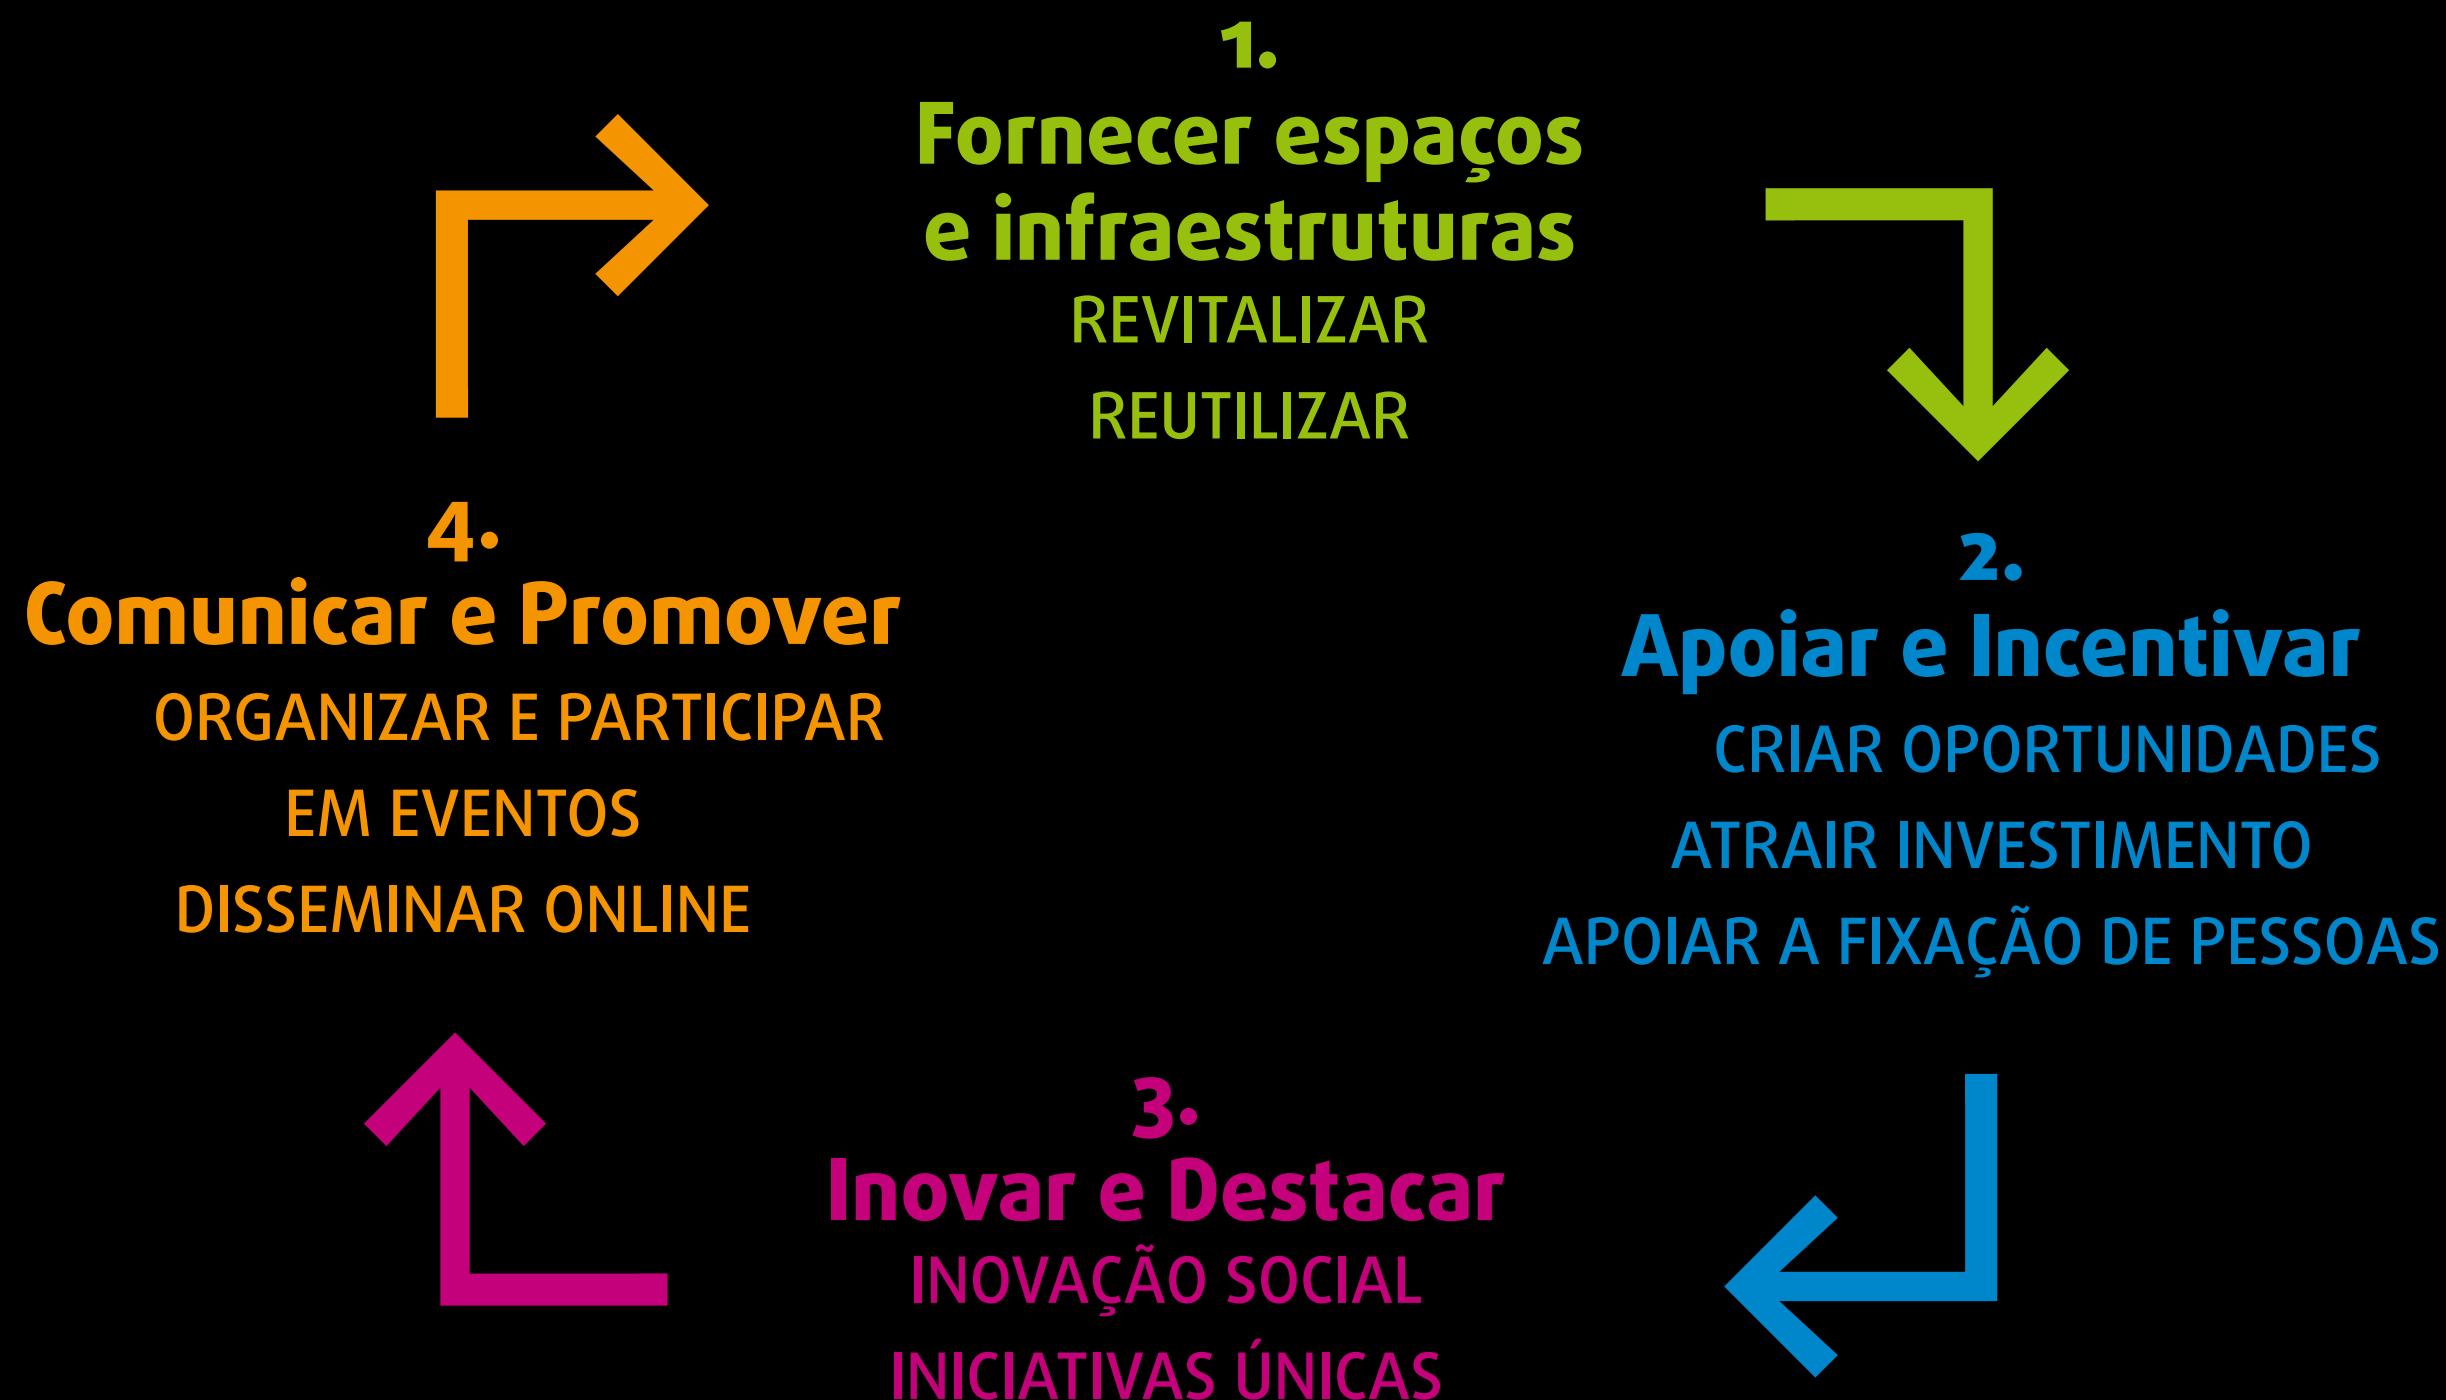 1.
Fornecer espaços
e infraestruturas
REVITALIZAR
REUTILIZAR
2.
Apoiar e Incentivar
CRIAR OPORTUNIDADES
ATRAIR INVESTIMENTO
APOIAR A FIXAÇÃO DE PESSOAS
3.
Inovar e Destacar
INOVAÇÃO SOCIAL
INICIATIVAS ÚNICAS
4.
Comunicar e Promover
ORGANIZAR E PARTICIPAR
EM EVENTOS
DISSEMINAR ONLINE